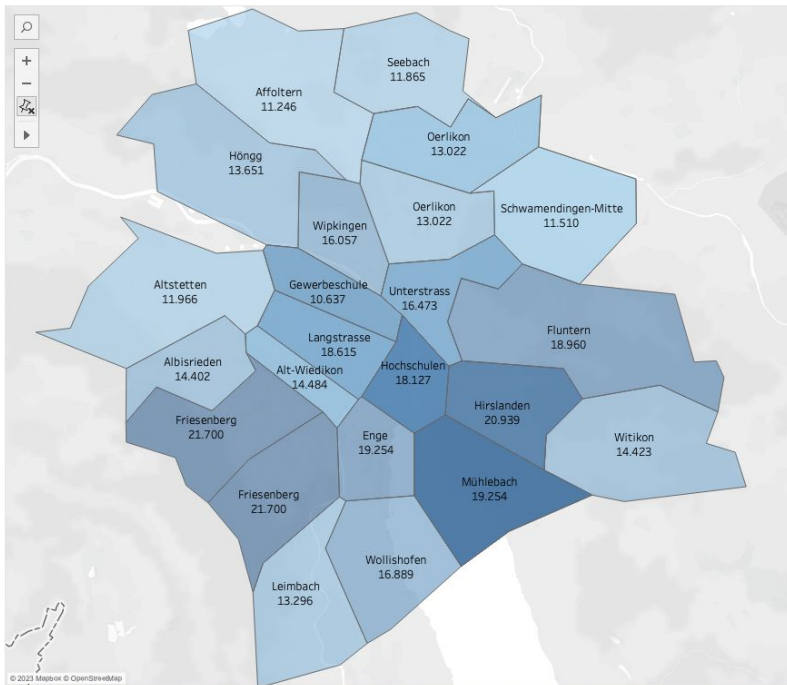 Seebach
11.865
Affoltern
11.246
Oerlikon
13.022
Höngg
13.651
Oerlikon
13.022
Schwamendingen-Mitte
11.510
Wipkingen
16.057
Altstetten
11.966
Gewerbeschule
10.637
Unterstrass
16.473
Fluntern
18.960
Langstrasse
18.615
Albisrieden
14.402
Alt-Wiedikon
14.484
Hochschulen
18.127
Hirslanden
20.939
Friesenberg
21.700
Enge
19.254
Witikon
14.423
Friesenberg
21.700
Mühlebach
19.254
Wollishofen
16.889
Leimbach
13.296
© 2023 Mapbox © OpenStreetMap